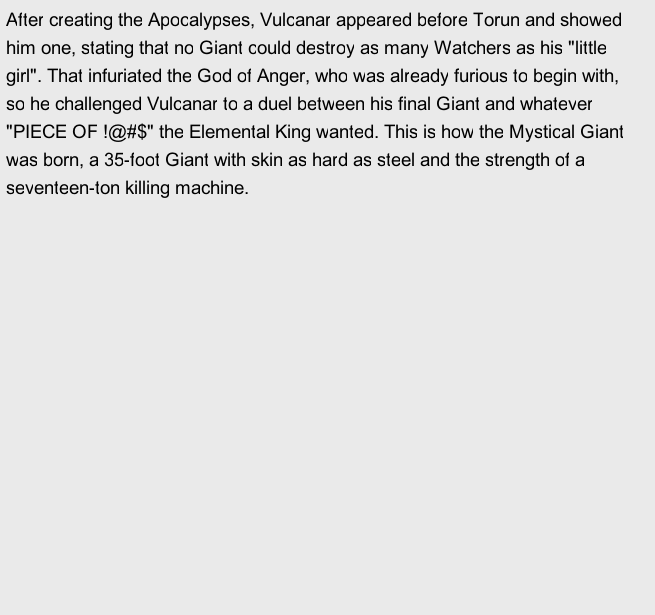 After creating the Apocalypses, Vulcanar appeared before Torun and showed
him one, stating that no Giant could destroy as many Watchers as his "little
girl". That infuriated the God of Anger, who was already furious to begin with,
so he challenged Vulcanar to a duel between his final Giant and whatever
"PIECE OF !@#$" the Elemental King wanted. This is how the Mystical Giant
was born, a 35-foot Giant with skin as hard as steel and the strength of a
seventeen-ton killing machine.